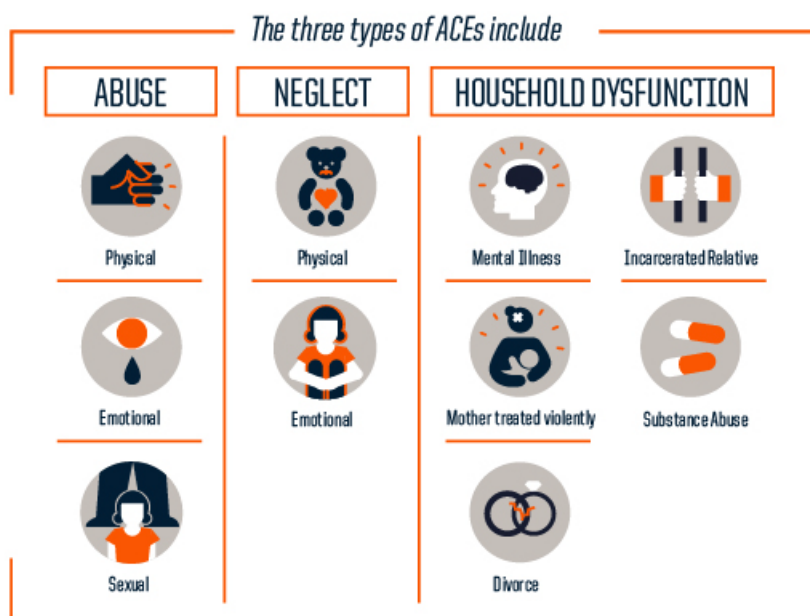 The three types of ACEs include
ABUSE
NEGLECT
HOUSEHOLD DYSFUNCTION
Physical
Physical
Mental Illness
Incarcerated Relative
Emotional
Emotional
Mother treated violently
Substance Abuse
Sexual
Divorce